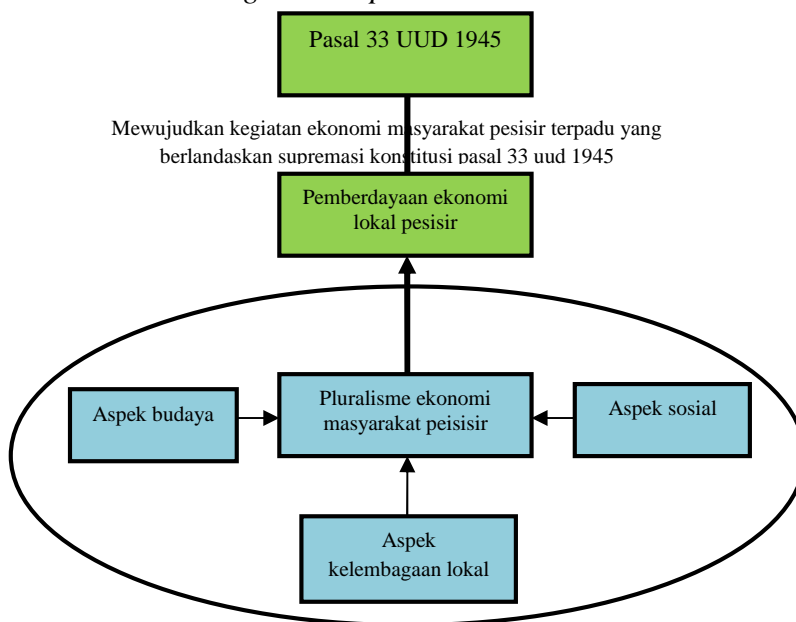 Pasal 33 UUD 1945
Mewujudkan kegiatan ekonomi masyarakat pesisir terpadu yang
berlandaskan supremasi konstitusi pasal 33 uud 1945
Pemberdayaan ekonomi
lokal pesisir
Aspek budaya
Pluralisme ekonomi
masyarakat peisisir
Aspek sosial
Aspek
kelembagaan lokal